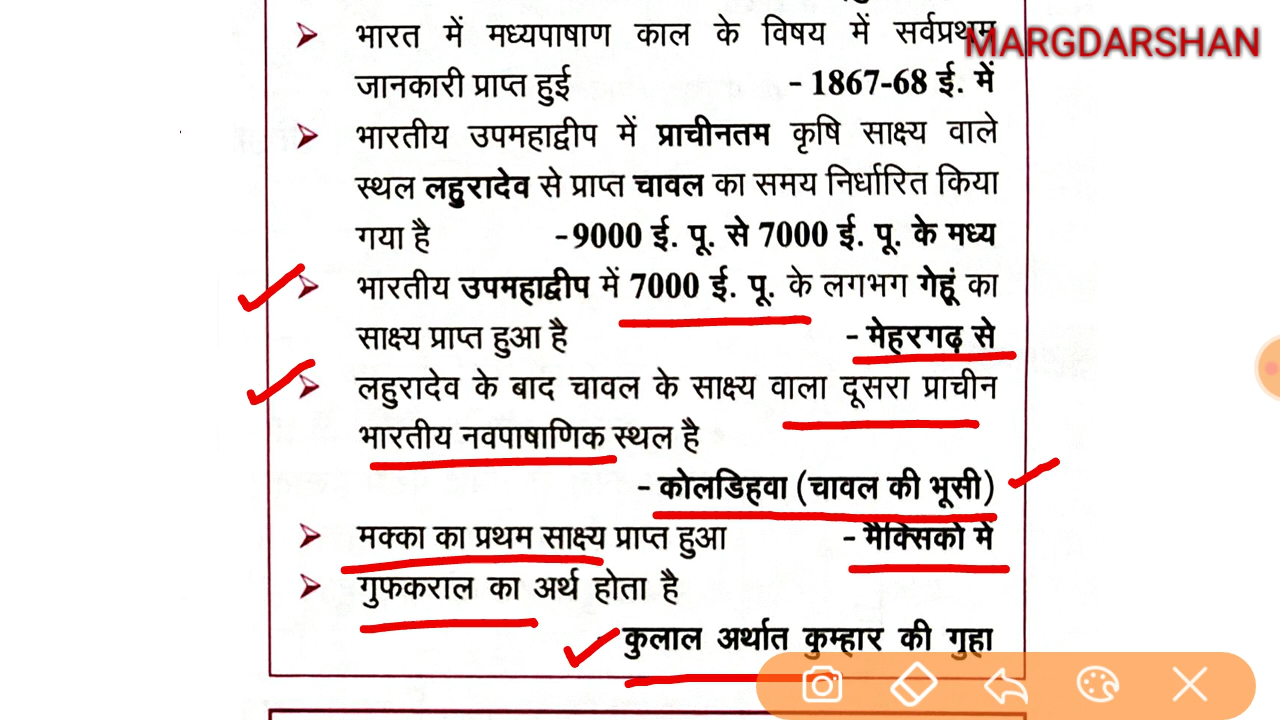 MARGDARSHAN
भारत में मध्यपाषाण काल के विषय में सर्वप्रथम
जानकारी प्राप्त हुई - 1867-68 ई. में
भारतीय उपमहाद्वीप में प्राचीनतम कृषि साक्ष्य वाले
स्थल लहुरादेव से प्राप्त चावल का समय निर्धारित किया
गया है -9000 ई. पू. से 7000 ई. पू. के मध्य
भारतीय उपमहाद्वीप में 7000 ई. पू. के लगभग गेहूं का
साक्ष्य प्राप्त हुआ है - मेहरगढ़ से
लहुरादेव के बाद चावल के साक्ष्य वाला दूसरा प्राचीन
भारतीय नवपाषाणिक स्थल है
- कोलडिहवा (चावल की भूसी)
मक्का का प्रथम साक्ष्य प्राप्त हुआ - मैक्सिको में
गुफकराल का अर्थ होता है
कुलाल अर्थात कुम्हार की गुहा